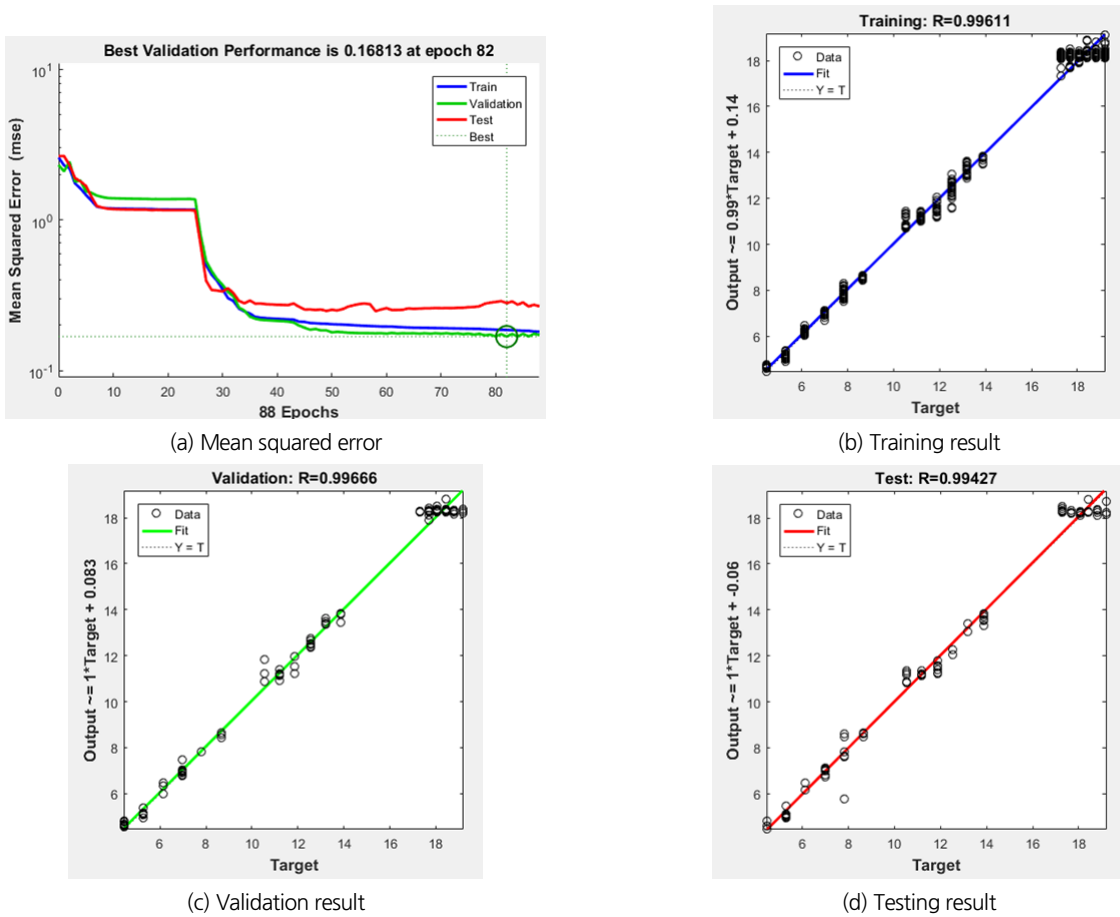 Best Validation Performance is 0.16813 at epoch 82
Mean Squared Error (mse)
10^1
10^0
10^-1
Train
Validation
Test
Best
0 10 20 30 40 50 60 70 80
88 Epochs
(a) Mean squared error
Training: R=0.99611
Output ~= 0.99*Target + 0.14
18
16
14
12
10
8
6
Data
Fit
Y = T
6 8 10 12 14 16 18
Target
(b) Training result
Validation: R=0.99666
Output ~= 1*Target + 0.083
18
16
14
12
10
8
6
Data
Fit
Y = T
6 8 10 12 14 16 18
Target
(c) Validation result
Test: R=0.99427
Output ~= 1*Target + -0.06
18
16
14
12
10
8
6
Data
Fit
Y = T
6 8 10 12 14 16 18
Target
(d) Testing result